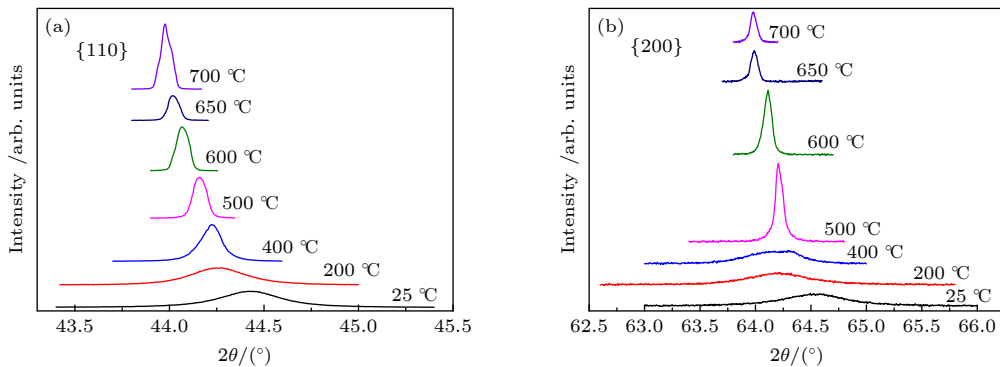 (a)
{110}
700 ℃
650 ℃
600 ℃
500 ℃
400 ℃
200 ℃
25 ℃
Intensity /arb. units
43.5 44.0 44.5 45.0 45.5
2θ/(°)
(b)
{200}
700 ℃
650 ℃
600 ℃
500 ℃
400 ℃
200 ℃
25 ℃
Intensity /arb. units
62.5 63.0 63.5 64.0 64.5 65.0 65.5 66.0
2θ/(°)